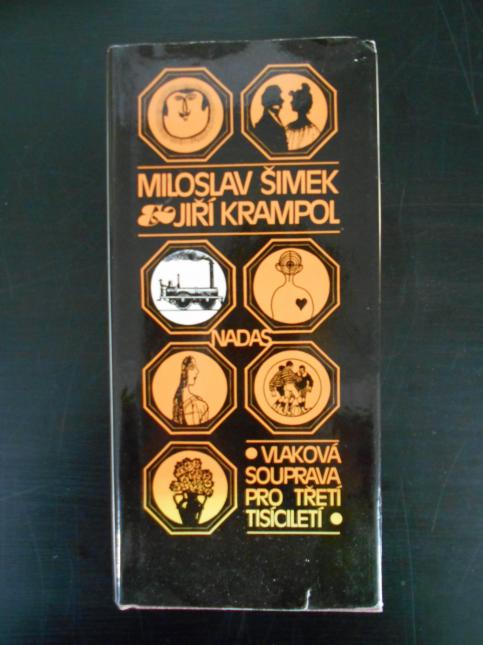 MILOSLAV ŠIMEK
& JIŘÍ KRAMPOL
NADAS
• VLAKOVÁ
SOUPRAVA
PRO TŘETÍ
TISÍCILETÍ •